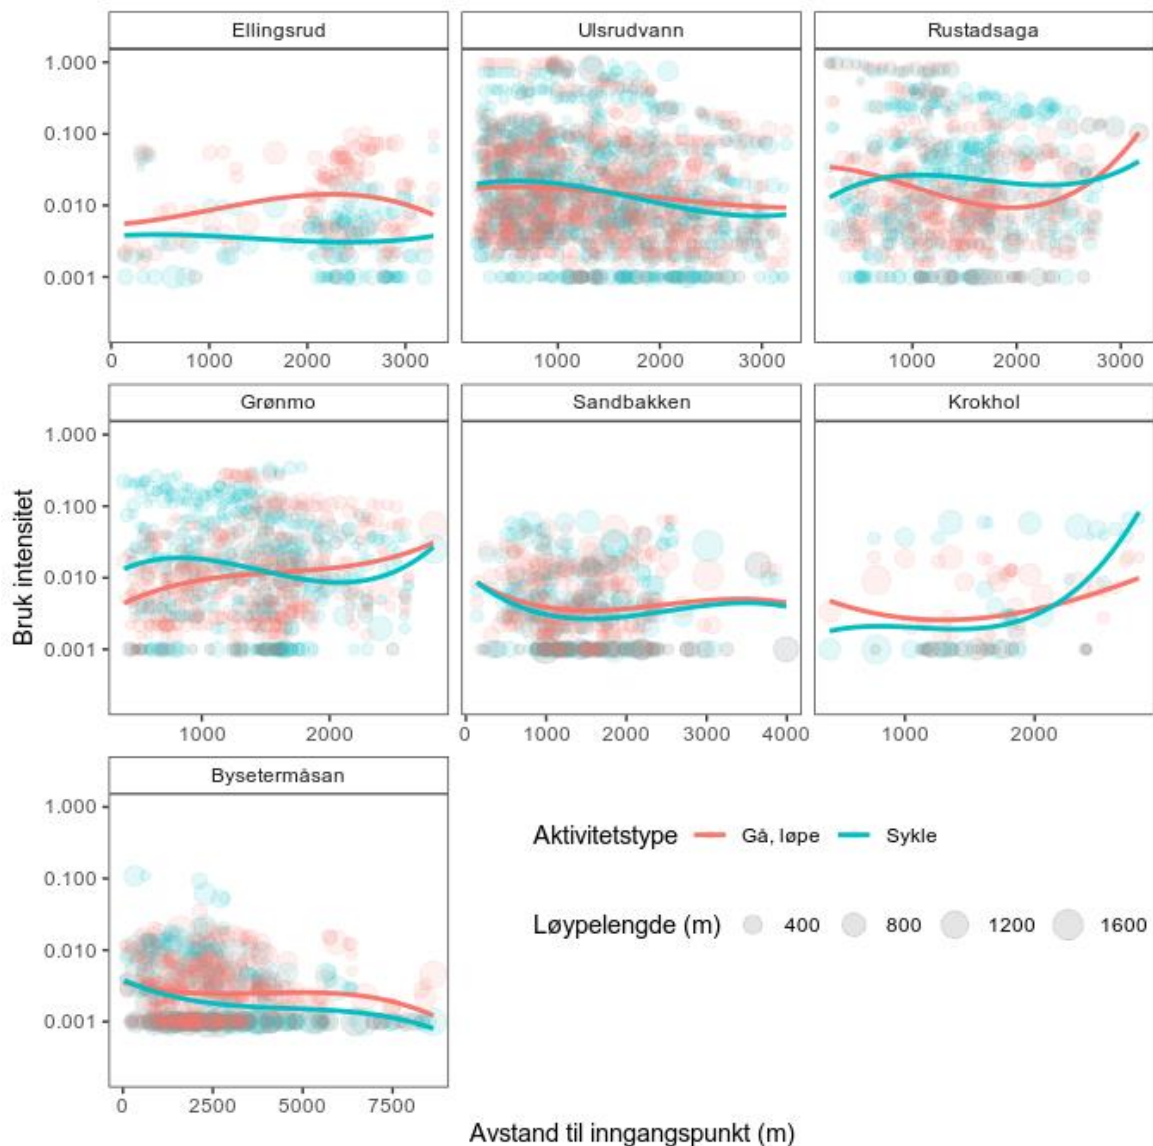 Ellingsrud
Ulsrudvann
Rustadsaga
1.000
0.100
0.010
0.001
0 1000 2000 3000
1000 2000 3000
1000 2000 3000
Grønmo
Sandbakken
Krokhol
1.000
0.100
0.010
0.001
1000 2000
0 1000 2000 3000 4000
1000 2000
Bysetermåsan
1.000
0.100
0.010
0.001
0 2500 5000 7500
Bruk intensitet
Avstand til inngangspunkt (m)
Aktivitetstype Gå, løpe Sykle
Løypelengde (m) 400 800 1200 1600